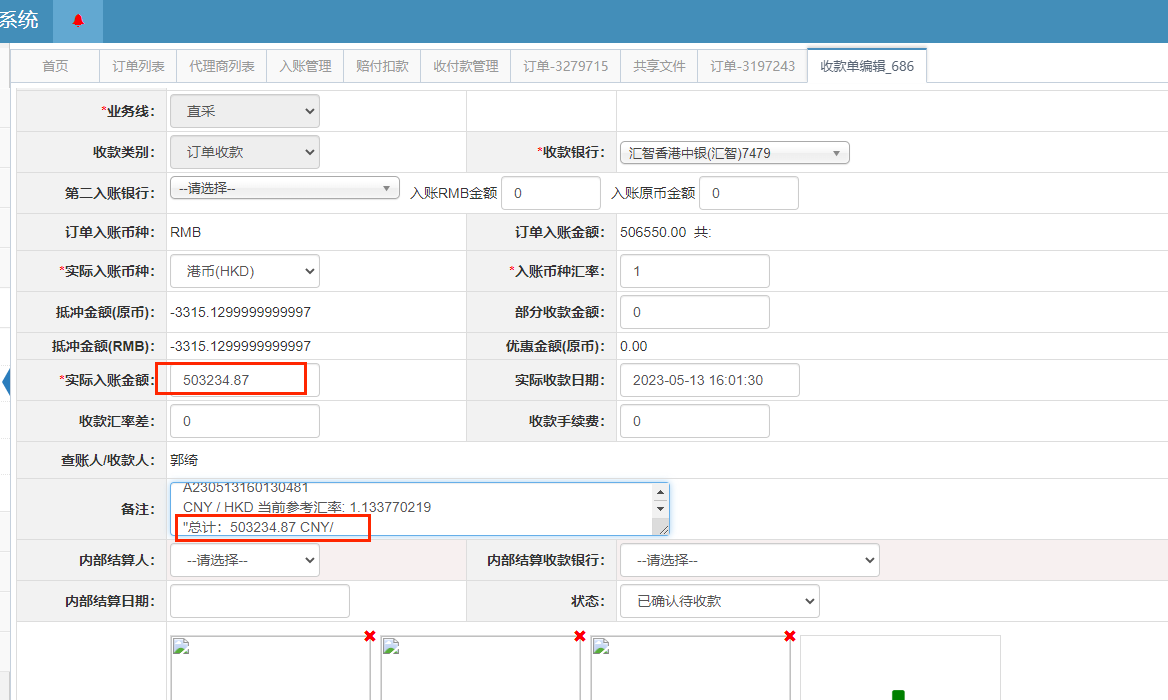 系统
首页 订单列表 代理商列表 入账管理 赔付扣款 收付款管理 订单-3279715 共享文件 订单-3197243 收款单编辑_686
*业务线： 直采
收款类别： 订单收款 *收款银行： 汇智香港中银(汇智)7479
第二入账银行： --请选择-- 入账RMB金额 0 入账原币金额 0
订单入账币种： RMB 订单入账金额： 506550.00 共:
*实际入账币种： 港币(HKD) *入账币种汇率： 1
抵冲金额(原币)： -3315.1299999999997 部分收款金额： 0
抵冲金额(RMB)： -3315.1299999999997 优惠金额(原币)： 0.00
*实际入账金额： 503234.87 实际收款日期： 2023-05-13 16:01:30
收款汇率差： 0 收款手续费： 0
查账人/收款人： 郭绮
A230513160130481
备注： CNY / HKD 当前参考汇率: 1.133770219
"总计：503234.87 CNY/
内部结算人： --请选择-- 内部结算收款银行： --请选择--
内部结算日期： 状态： 已确认待收款